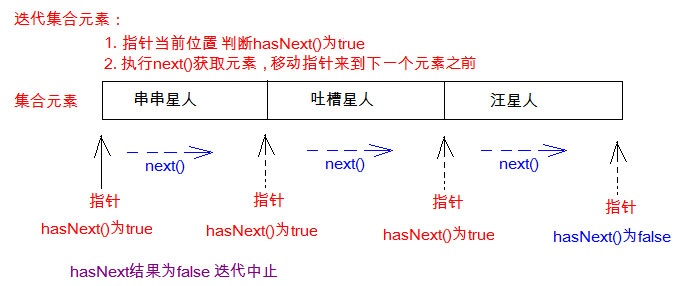 迭代集合元素：
1. 指针当前位置 判断hasNext()为true
2. 执行next()获取元素 , 移动指针来到下一个元素之前
集合元素 串串星人 吐槽星人 汪星人
next() next() next()
指针 指针 指针 指针
hasNext()为true hasNext()为true hasNext()为true hasNext()为false
hasNext结果为false 迭代中止